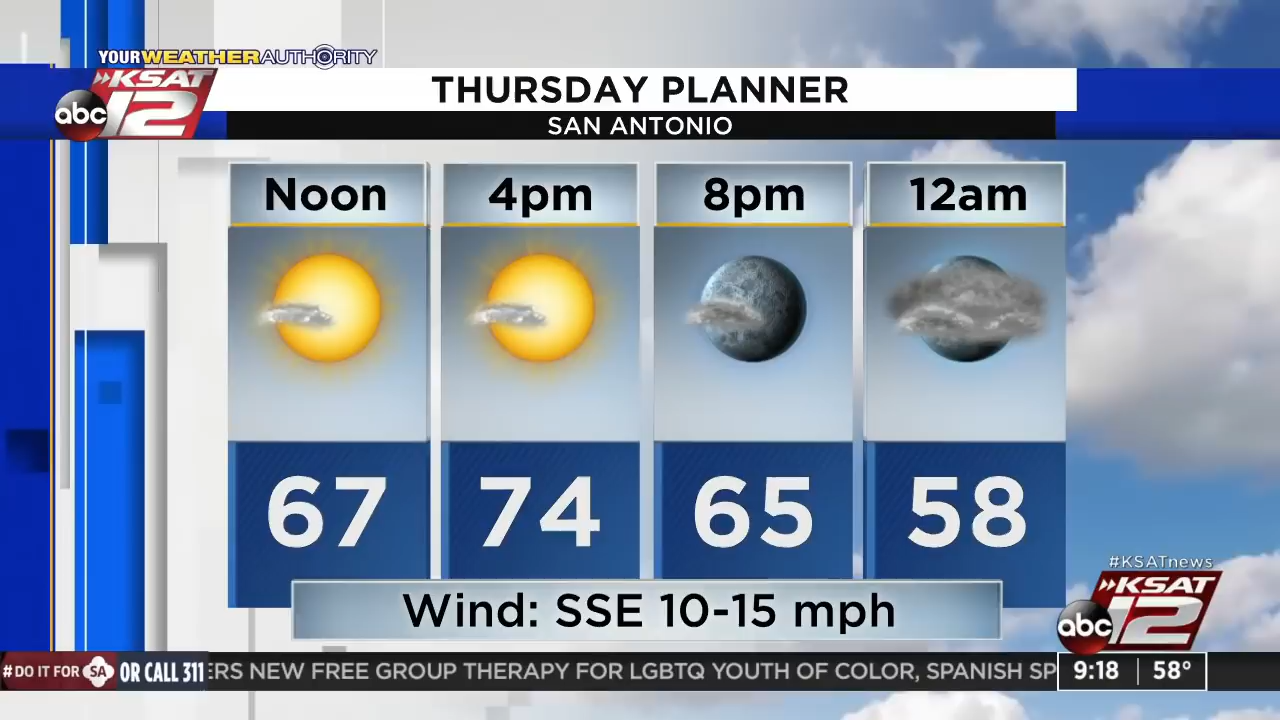 YOUR WEATHER AUTHORITY
KSAT
abc 12
THURSDAY PLANNER
SAN ANTONIO
Noon 4pm 8pm 12am
67 74 65 58
Wind: SSE 10-15 mph
#KSATnews
KSAT
abc 12
#DO IT FOR SA OR CALL 311 ERS NEW FREE GROUP THERAPY FOR LGBTQ YOUTH OF COLOR, SPANISH SP 9:18 58°